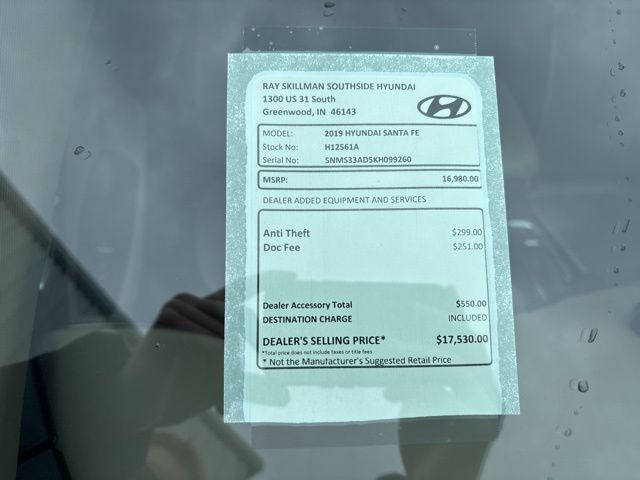 RAY SKILLMAN SOUTHSIDE HYUNDAI
1300 US 31 South
Greenwood, IN 46143
MODEL: 2019 HYUNDAI SANTA FE
Stock No: H12561A
Serial No: 5NMS33AD5KH099260
MSRP: 16,980.00
DEALER ADDED EQUIPMENT AND SERVICES
Anti Theft $299.00
Doc Fee $251.00
Dealer Accessory Total $550.00
DESTINATION CHARGE INCLUDED
DEALER'S SELLING PRICE* $17,530.00
*Total price does not include taxes or title fees
* Not the Manufacturer's Suggested Retail Price